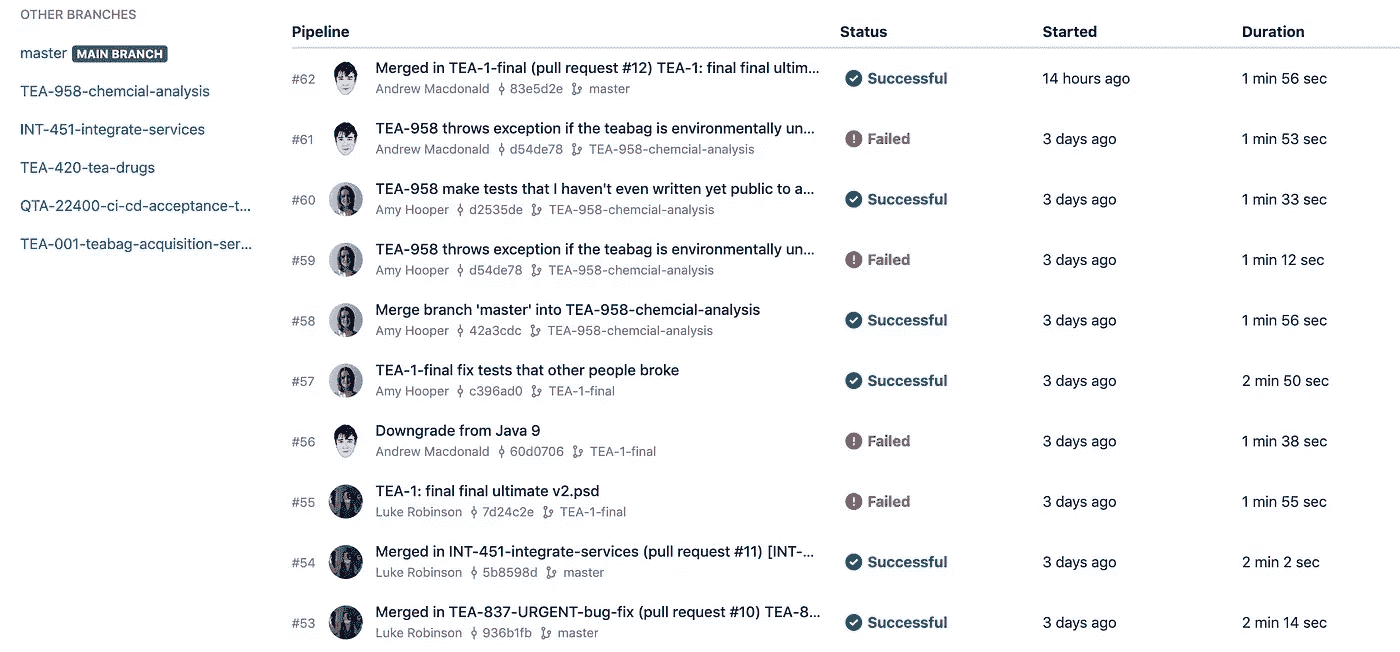 OTHER BRANCHES
master MAIN BRANCH
TEA-958-chemcial-analysis
INT-451-integrate-services
TEA-420-tea-drugs
QTA-22400-ci-cd-acceptance-t...
TEA-001-teabag-acquisition-ser...
Pipeline Status Started Duration
#62 Merged in TEA-1-final (pull request #12) TEA-1: final final ultim... Successful 14 hours ago 1 min 56 sec
Andrew Macdonald 83e5d2e master
#61 TEA-958 throws exception if the teabag is environmentally un... Failed 3 days ago 1 min 53 sec
Andrew Macdonald d54de78 TEA-958-chemcial-analysis
#60 TEA-958 make tests that I haven't even written yet public to a... Successful 3 days ago 1 min 33 sec
Amy Hooper d2535de TEA-958-chemcial-analysis
#59 TEA-958 throws exception if the teabag is environmentally un... Failed 3 days ago 1 min 12 sec
Amy Hooper d54de78 TEA-958-chemcial-analysis
#58 Merge branch 'master' into TEA-958-chemcial-analysis Successful 3 days ago 1 min 56 sec
Amy Hooper 42a3cdc TEA-958-chemcial-analysis
#57 TEA-1-final fix tests that other people broke Successful 3 days ago 2 min 50 sec
Amy Hooper c396ad0 TEA-1-final
#56 Downgrade from Java 9 Failed 3 days ago 1 min 38 sec
Andrew Macdonald 60d0706 TEA-1-final
#55 TEA-1: final final ultimate v2.psd Failed 3 days ago 1 min 55 sec
Luke Robinson 7d24c2e TEA-1-final
#54 Merged in INT-451-integrate-services (pull request #11) [INT-... Successful 3 days ago 2 min 2 sec
Luke Robinson 5b8598d master
#53 Merged in TEA-837-URGENT-bug-fix (pull request #10) TEA-8... Successful 3 days ago 2 min 14 sec
Luke Robinson 936b1fb master